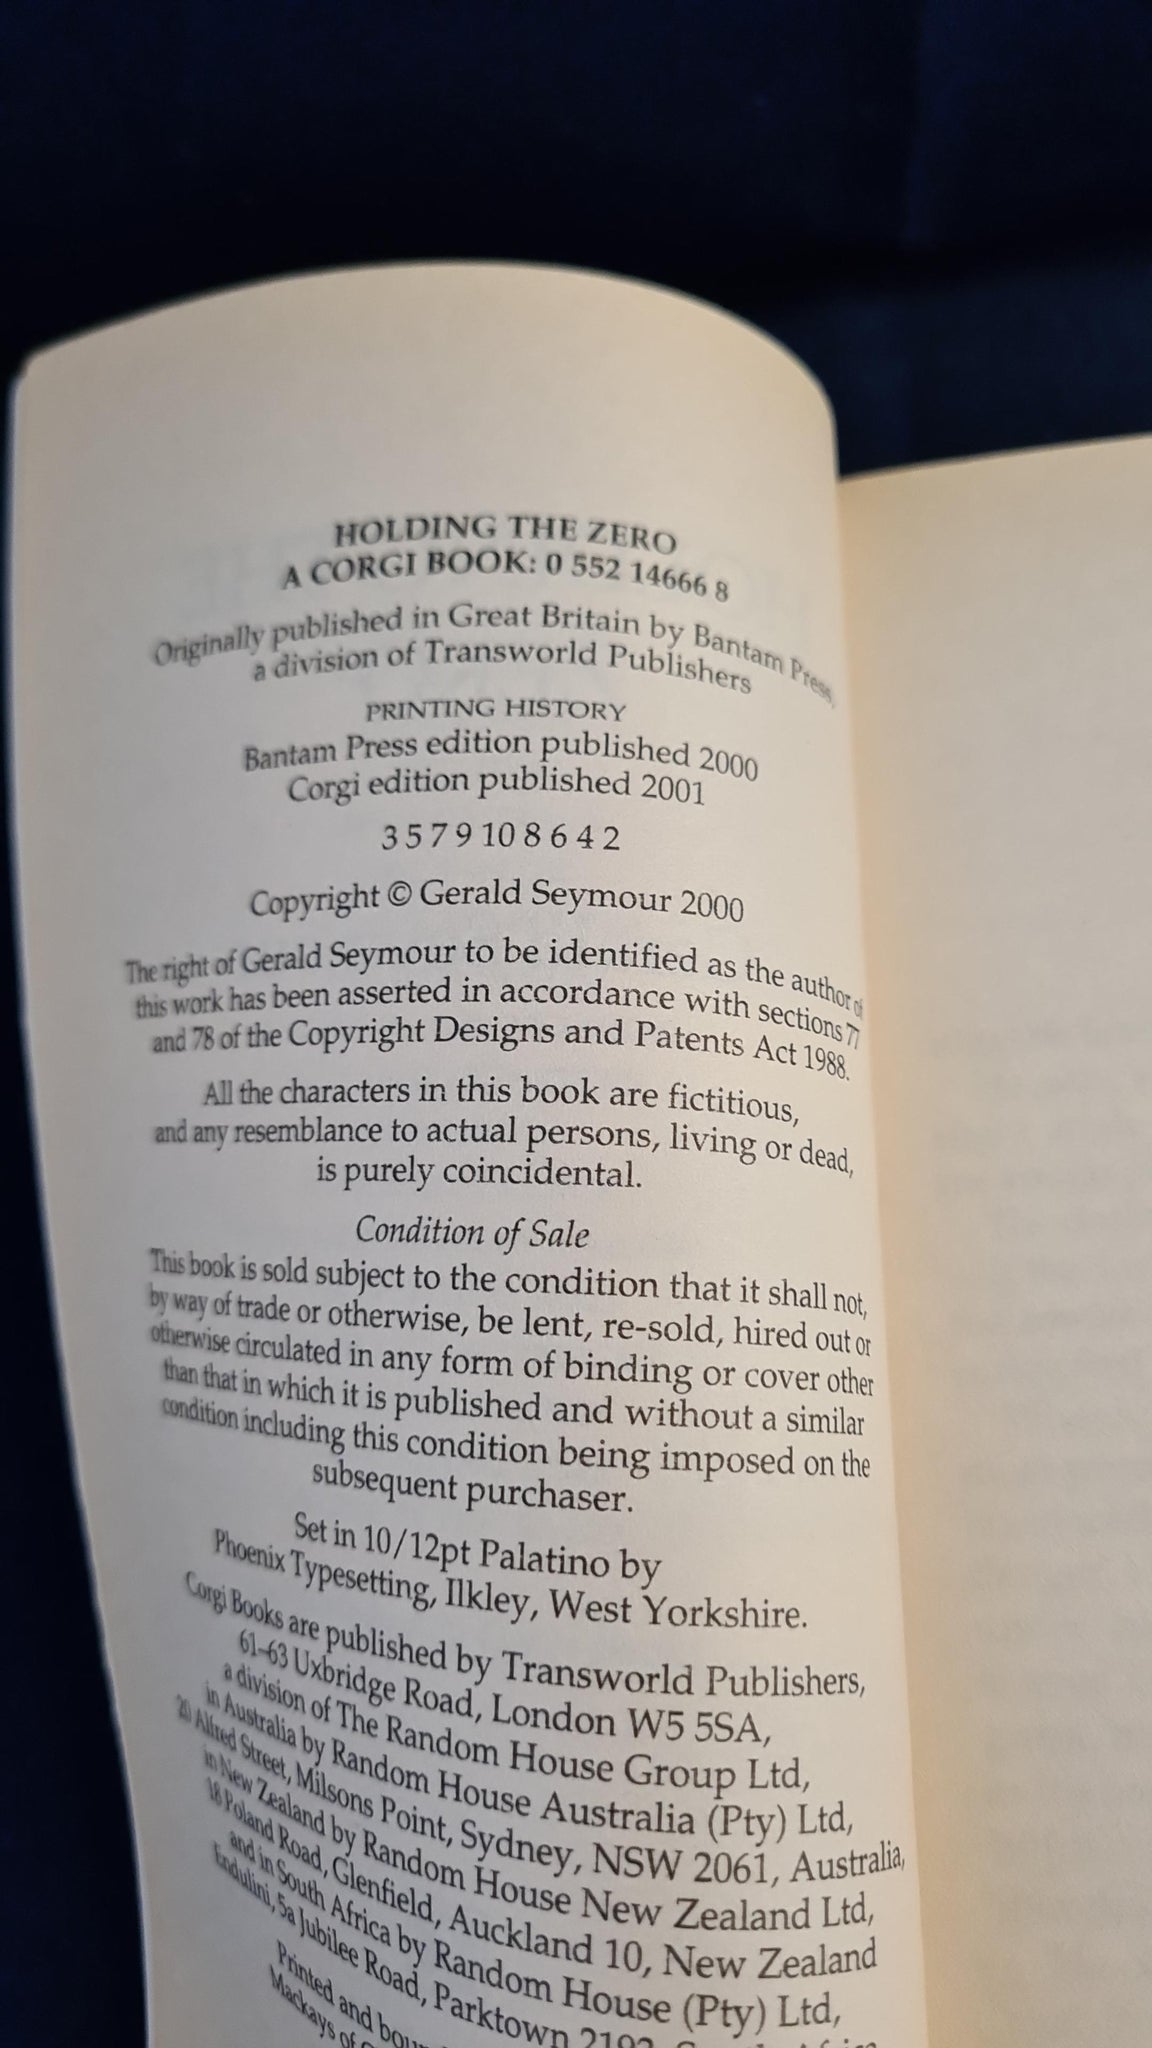 HOLDING THE ZERO
A CORGI BOOK: 0 552 14666 8
Originally published in Great Britain by Bantam Press,
a division of Transworld Publishers
PRINTING HISTORY
Bantam Press edition published 2000
Corgi edition published 2001
3 5 7 9 10 8 6 4 2
Copyright © Gerald Seymour 2000
The right of Gerald Seymour to be identified as the author of
this work has been asserted in accordance with sections 77
and 78 of the Copyright Designs and Patents Act 1988.
All the characters in this book are fictitious,
and any resemblance to actual persons, living or dead,
is purely coincidental.
Condition of Sale
This book is sold subject to the condition that it shall not,
by way of trade or otherwise, be lent, re-sold, hired out or
otherwise circulated in any form of binding or cover other
than that in which it is published and without a similar
condition including this condition being imposed on the
subsequent purchaser.
Set in 10/12pt Palatino by
Phoenix Typesetting, Ilkley, West Yorkshire.
Corgi Books are published by Transworld Publishers,
61–63 Uxbridge Road, London W5 5SA,
a division of The Random House Group Ltd,
in Australia by Random House Australia (Pty) Ltd,
20 Alfred Street, Milsons Point, Sydney, NSW 2061, Australia,
in New Zealand by Random House New Zealand Ltd,
18 Poland Road, Glenfield, Auckland 10, New Zealand
and in South Africa by Random House (Pty) Ltd,
Endulini, 5a Jubilee Road, Parktown 2193,
Printed and
Mackays of